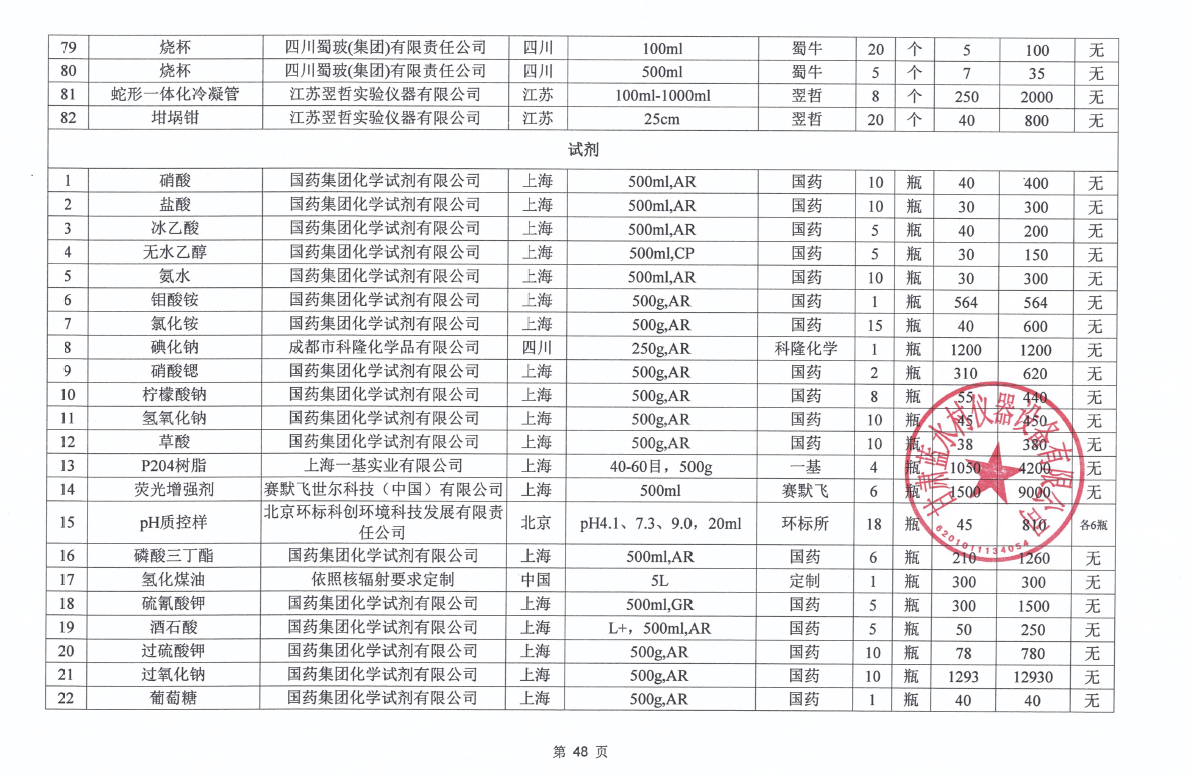 79 烧杯 四川蜀玻(集团)有限责任公司 四川 100ml 蜀牛 20 个 5 100 无
80 烧杯 四川蜀玻(集团)有限责任公司 四川 500ml 蜀牛 5 个 7 35 无
81 蛇形一体化冷凝管 江苏翌哲实验仪器有限公司 江苏 100ml-1000ml 翌哲 8 个 250 2000 无
82 坩埚钳 江苏翌哲实验仪器有限公司 江苏 25cm 翌哲 20 个 40 800 无
试剂
1 硝酸 国药集团化学试剂有限公司 上海 500ml,AR 国药 10 瓶 40 400 无
2 盐酸 国药集团化学试剂有限公司 上海 500ml,AR 国药 10 瓶 30 300 无
3 冰乙酸 国药集团化学试剂有限公司 上海 500ml,AR 国药 5 瓶 40 200 无
4 无水乙醇 国药集团化学试剂有限公司 上海 500ml,CP 国药 5 瓶 30 150 无
5 氨水 国药集团化学试剂有限公司 上海 500ml,AR 国药 10 瓶 30 300 无
6 钼酸铵 国药集团化学试剂有限公司 上海 500g,AR 国药 1 瓶 564 564 无
7 氯化铵 国药集团化学试剂有限公司 上海 500g,AR 国药 15 瓶 40 600 无
8 碘化钠 成都市科隆化学品有限公司 四川 250g,AR 科隆化学 1 瓶 1200 1200 无
9 硝酸锶 国药集团化学试剂有限公司 上海 500g,AR 国药 2 瓶 310 620 无
10 柠檬酸钠 国药集团化学试剂有限公司 上海 500g,AR 国药 8 瓶 55 440 无
11 氢氧化钠 国药集团化学试剂有限公司 上海 500g,AR 国药 10 瓶 45 450 无
12 草酸 国药集团化学试剂有限公司 上海 500g,AR 国药 10 瓶 38 380 无
13 P204树脂 上海一基实业有限公司 上海 40-60目，500g 一基 4 瓶 1050 4200 无
14 荧光增强剂 赛默飞世尔科技（中国）有限公司 上海 500ml 赛默飞 6 瓶 1500 9000 无
15 pH质控样 北京环标科创环境科技发展有限责
任公司 北京 pH4.1、7.3、9.0，20ml 环标所 18 瓶 45 810 各6瓶
16 磷酸三丁酯 国药集团化学试剂有限公司 上海 500ml,AR 国药 6 瓶 210 1260 无
17 氢化煤油 依照核辐射要求定制 中国 5L 定制 1 瓶 300 300 无
18 硫氰酸钾 国药集团化学试剂有限公司 上海 500ml,GR 国药 5 瓶 300 1500 无
19 酒石酸 国药集团化学试剂有限公司 上海 L+，500ml,AR 国药 5 瓶 50 250 无
20 过硫酸钾 国药集团化学试剂有限公司 上海 500g,AR 国药 10 瓶 78 780 无
21 过氧化钠 国药集团化学试剂有限公司 上海 500g,AR 国药 10 瓶 1293 12930 无
22 葡萄糖 国药集团化学试剂有限公司 上海 500g,AR 国药 1 瓶 40 40 无
甘肃蓝水村仪器设备有限公司
6201011134054
第 48 页